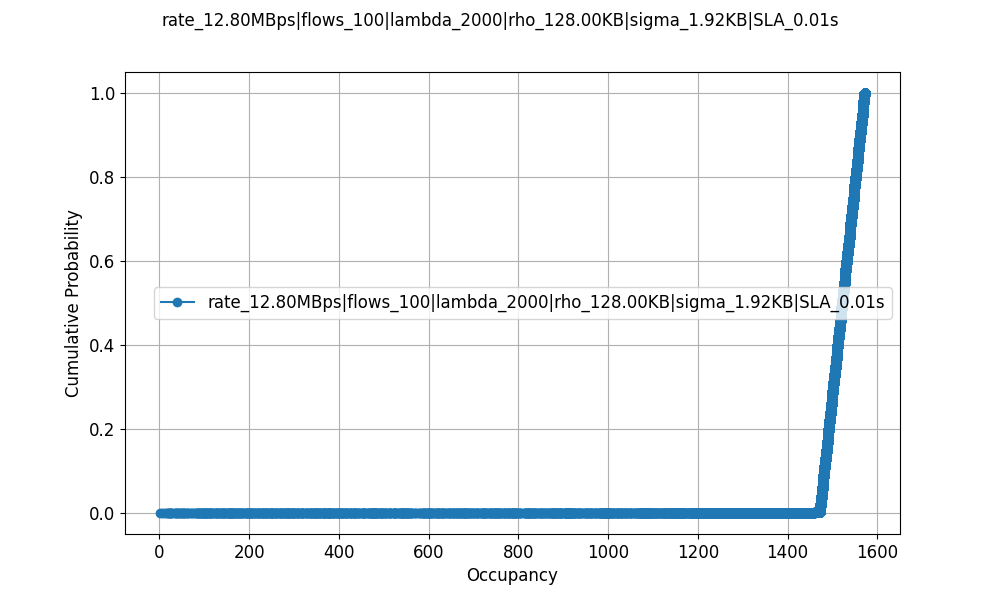 rate_12.80MBps|flows_100|lambda_2000|rho_128.00KB|sigma_1.92KB|SLA_0.01s
1.0
0.8
0.6
0.4
0.2
0.0
Cumulative Probability
rate_12.80MBps|flows_100|lambda_2000|rho_128.00KB|sigma_1.92KB|SLA_0.01s
0 200 400 600 800 1000 1200 1400 1600
Occupancy